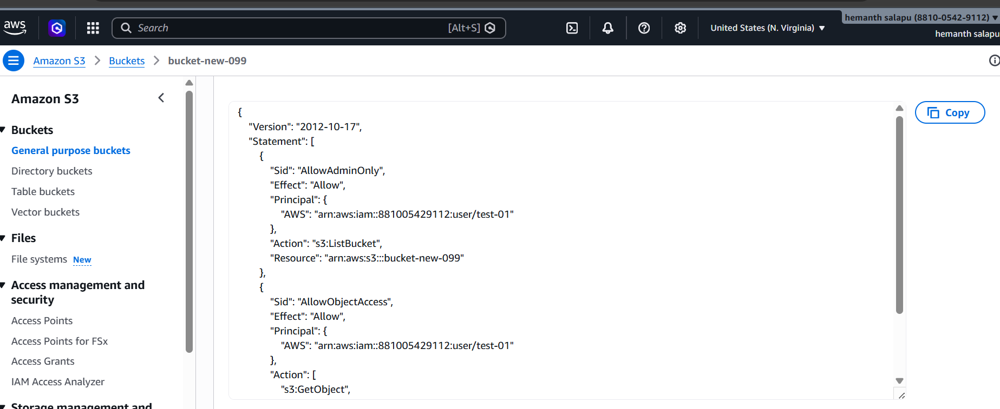 aws
Search
[Alt+S]
United States (N. Virginia)
hemanth salapu (8810-0542-9112)
hemanth salapu
Amazon S3
Buckets
bucket-new-099
Amazon S3
Buckets
General purpose buckets
Directory buckets
Table buckets
Vector buckets
Files
File systems New
Access management and
security
Access Points
Access Points for FSx
Access Grants
IAM Access Analyzer
Storage management and
{
"Version": "2012-10-17",
"Statement": [
{
"Sid": "AllowAdminOnly",
"Effect": "Allow",
"Principal": {
"AWS": "arn:aws:iam::881005429112:user/test-01"
},
"Action": "s3:ListBucket",
"Resource": "arn:aws:s3:::bucket-new-099"
},
{
"Sid": "AllowObjectAccess",
"Effect": "Allow",
"Principal": {
"AWS": "arn:aws:iam::881005429112:user/test-01"
},
"Action": [
"s3:GetObject",
Copy